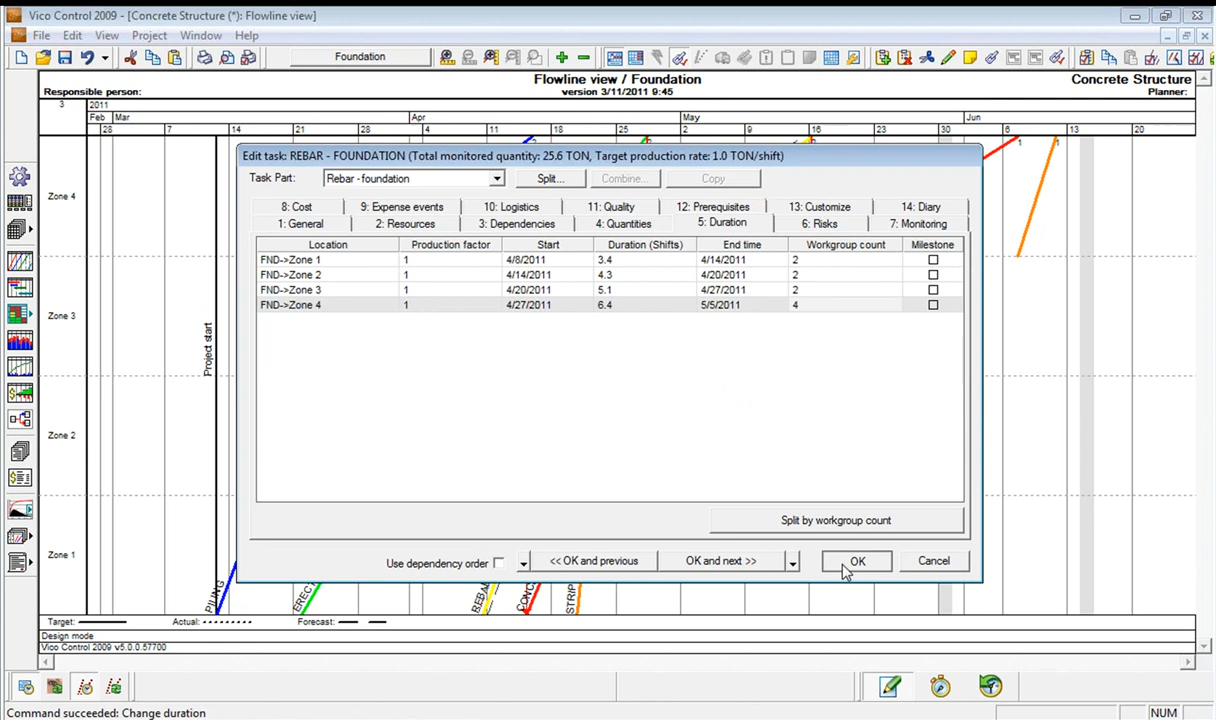 Vico Control 2009 - [Concrete Structure (*): Flowline view]
File Edit View Project Window Help
Foundation
Flowline view / Foundation
Concrete Structure
Responsible person:
version 3/11/2011 9:45
Planner:
3 2011
Feb Mar Apr May Jun
28 7 14 21 28 4 11 18 25 2 9 16 23 30 6 13 20
Zone 4
Zone 3
Zone 2
Zone 1
Project start
1 1
Edit task: REBAR - FOUNDATION (Total monitored quantity: 25.6 TON, Target production rate: 1.0 TON/shift)
Task Part: Rebar - foundation Split... Combine... Copy
8: Cost 9: Expense events 10: Logistics 11: Quality 12: Prerequisites 13: Customize 14: Diary
1: General 2: Resources 3: Dependencies 4: Quantities 5: Duration 6: Risks 7: Monitoring
Location Production factor Start Duration (Shifts) End time Workgroup count Milestone
FND->Zone 1 1 4/8/2011 3.4 4/14/2011 2
FND->Zone 2 1 4/14/2011 4.3 4/20/2011 2
FND->Zone 3 1 4/20/2011 5.1 4/27/2011 2
FND->Zone 4 1 4/27/2011 6.4 5/5/2011 4
Split by workgroup count
Use dependency order << OK and previous OK and next >> OK Cancel
PILING
ERECT
REBAR
CONC
STRIP
Target: Actual: Forecast:
Design mode
Vico Control 2009 v5.0.0.57700
Command succeeded: Change duration
NUM